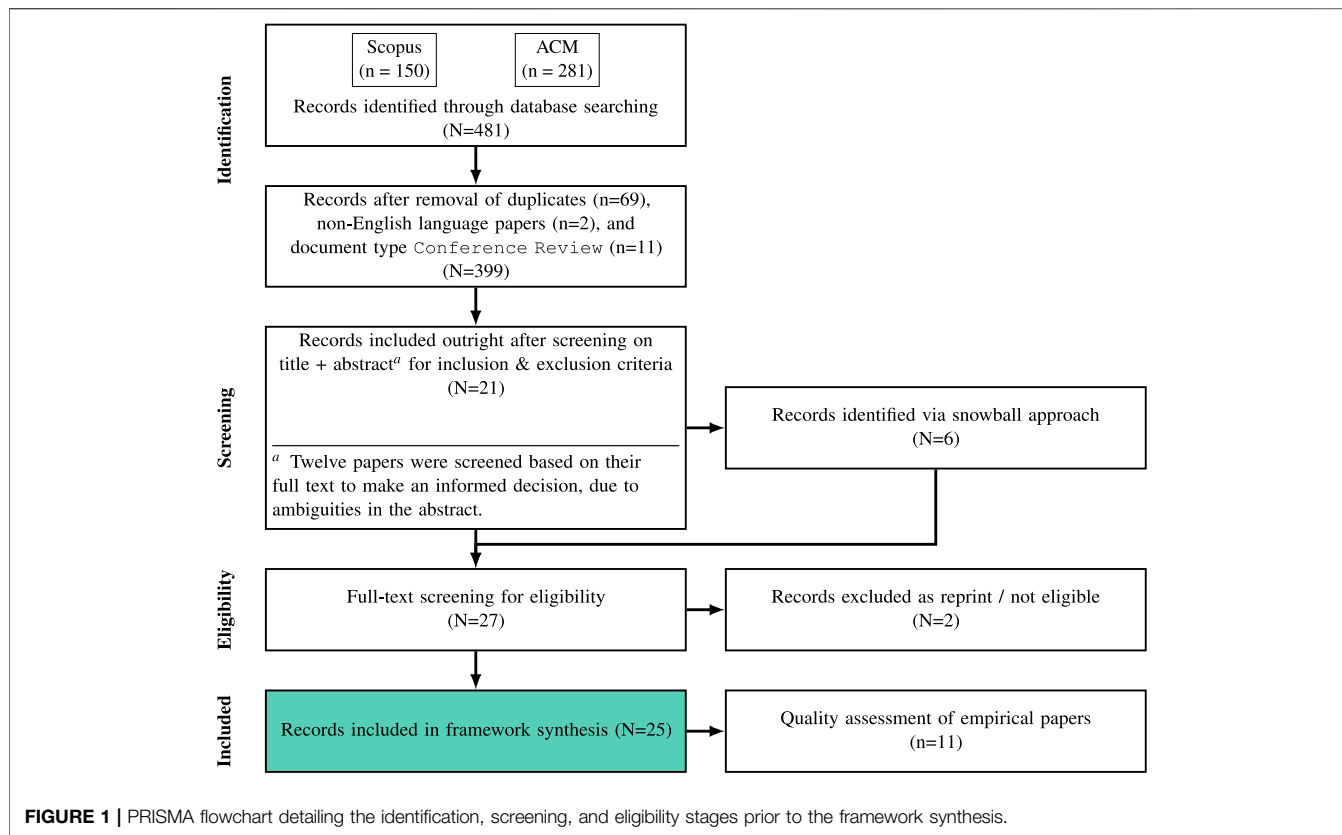 Identification
Scopus
(n = 150)
ACM
(n = 281)
Records identified through database searching
(N=481)
Records after removal of duplicates (n=69),
non-English language papers (n=2), and
document type Conference Review (n=11)
(N=399)
Screening
Records included outright after screening on
title + abstractᵃ for inclusion & exclusion criteria
(N=21)
ᵃ Twelve papers were screened based on their
full text to make an informed decision, due to
ambiguities in the abstract.
Records identified via snowball approach
(N=6)
Eligibility
Full-text screening for eligibility
(N=27)
Records excluded as reprint / not eligible
(N=2)
Included
Records included in framework synthesis (N=25)
Quality assessment of empirical papers
(n=11)
FIGURE 1 | PRISMA flowchart detailing the identification, screening, and eligibility stages prior to the framework synthesis.